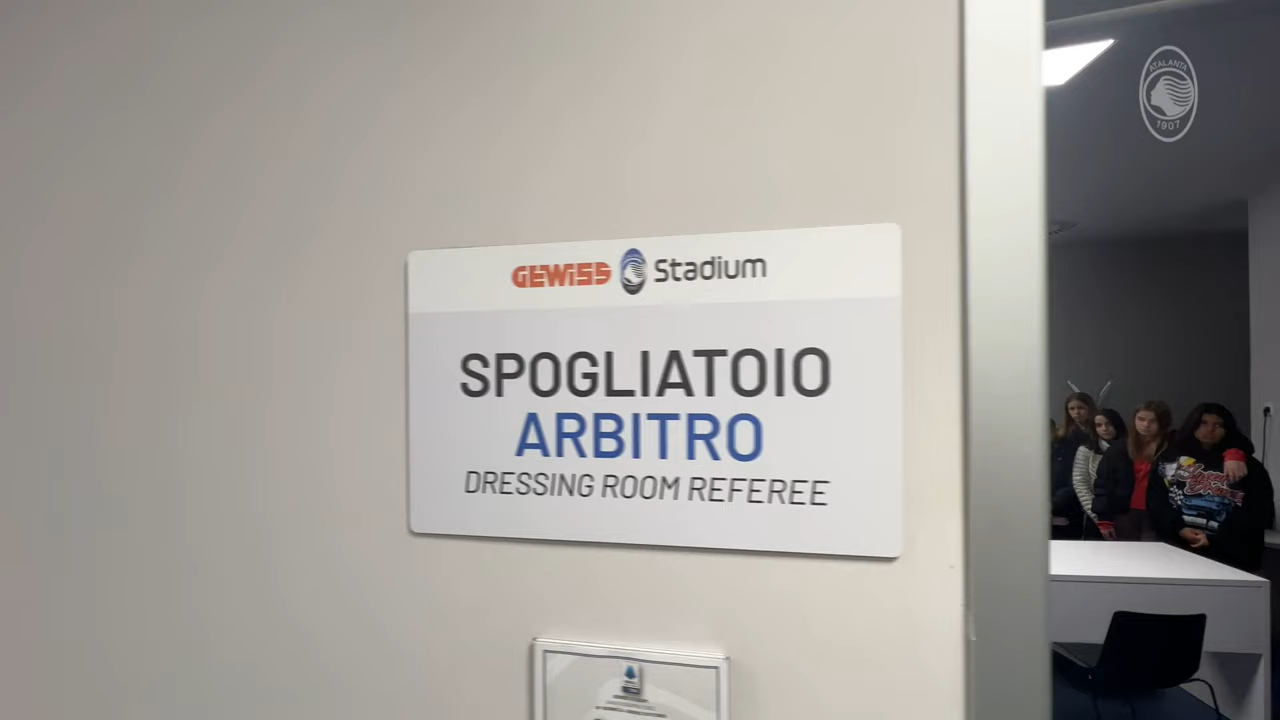 GEWISS Stadium
SPOGLIATOIO
ARBITRO
DRESSING ROOM REFEREE
ATALANTA
1907